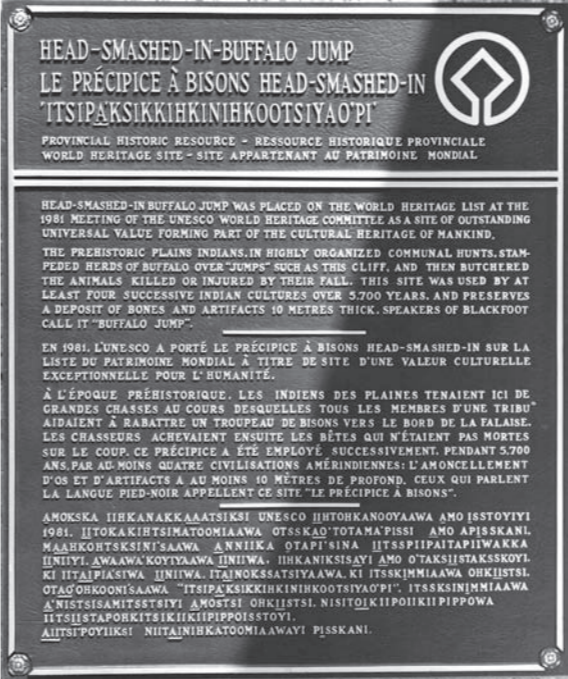 HEAD-SMASHED-IN-BUFFALO JUMP
LE PRÉCIPICE À BISONS HEAD-SMASHED-IN
'ITSIPA̲'KSIKKIHKINIHKOOTSIYAO'PI'
PROVINCIAL HISTORIC RESOURCE - RESSOURCE HISTORIQUE PROVINCIALE
WORLD HERITAGE SITE - SITE APPARTENANT AU PATRIMOINE MONDIAL
HEAD-SMASHED-IN BUFFALO JUMP WAS PLACED ON THE WORLD HERITAGE LIST AT THE
1981 MEETING OF THE UNESCO WORLD HERITAGE COMMITTEE AS A SITE OF OUTSTANDING
UNIVERSAL VALUE FORMING PART OF THE CULTURAL HERITAGE OF MANKIND.
THE PREHISTORIC PLAINS INDIANS, IN HIGHLY ORGANIZED COMMUNAL HUNTS, STAM-
PEDED HERDS OF BUFFALO OVER "JUMPS" SUCH AS THIS CLIFF, AND THEN BUTCHERED
THE ANIMALS KILLED OR INJURED BY THEIR FALL. THIS SITE WAS USED BY AT
LEAST FOUR SUCCESSIVE INDIAN CULTURES OVER 5,700 YEARS, AND PRESERVES
A DEPOSIT OF BONES AND ARTIFACTS 10 METRES THICK. SPEAKERS OF BLACKFOOT
CALL IT "BUFFALO JUMP".
EN 1981, L'UNESCO A PORTÉ LE PRÉCIPICE À BISONS HEAD-SMASHED-IN SUR LA
LISTE DU PATRIMOINE MONDIAL À TITRE DE SITE D'UNE VALEUR CULTURELLE
EXCEPTIONNELLE POUR L'HUMANITÉ.
À L'ÉPOQUE PRÉHISTORIQUE, LES INDIENS DES PLAINES TENAIENT ICI DE
GRANDES CHASSES AU COURS DESQUELLES TOUS LES MEMBRES D'UNE TRIBU
AIDAIENT À RABATTRE UN TROUPEAU DE BISONS VERS LE BORD DE LA FALAISE.
LES CHASSEURS ACHEVAIENT ENSUITE LES BÊTES QUI N'ÉTAIENT PAS MORTES
SUR LE COUP. CE PRÉCIPICE A ÉTÉ EMPLOYÉ SUCCESSIVEMENT, PENDANT 5.700
ANS, PAR AU-MOINS QUATRE CIVILISATIONS AMÉRINDIENNES: L'AMONCELLEMENT
D'OS ET D'ARTIFACTS A AU MOINS 10 MÈTRES DE PROFOND. CEUX QUI PARLENT
LA LANGUE PIED-NOIR APPELLENT CE SITE "LE PRÉCIPICE À BISONS".
AMOKSKA IIHKANAKKAAATSIKSI UNESCO IIHTOHKANOOYAAWA AMO ISSTOYIYI
1981. IITOKAKIHTSIMATOOMIAAWA OTSSKAO'TOTAMA'PISSI AMO APISSKANI.
MAAHKOHTSKSINI'SAAWA ANNIIKA OTAPI'SINA IITSSPIIPAITAPIIWAKKA
IINIIYI. AWAAWA'KOYIYAAWA IINIIWA. IIHKANIKSISAYI AMO O'TAKSIISTAKSSKOYI.
KI IITAIPIA'SIWA IINIIWA. ITAINOKSSATSIYAAWA. KI ITSSKIMMIAAWA OHKIISTSI.
OTAO'OHKOONI'SAAWA "ITSIPA'KSIKKIHKINIHKOOTSIYAO'PI". ITSSKSINIMMIAAWA
A'NISTSISAMITSSTSIYI AMOSTSI OHKIISTSI. NISITOIKIIPOIIKIIPIPPOWA
IITSIISTAPOHKITSIKIIKIIPIPPOISSTOYI.
AIITSI'POYIIKSI NIITAINIHKATOOMIAAWAYI PISSKANI.